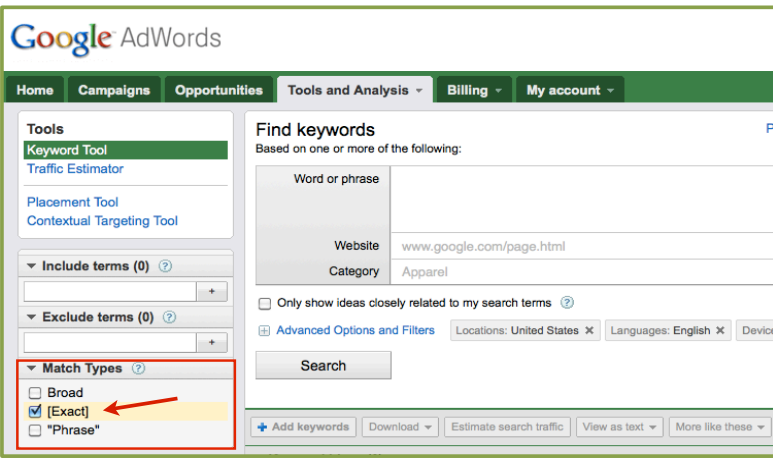 Google AdWords
Home Campaigns Opportunities Tools and Analysis Billing My account
Tools
Keyword Tool
Traffic Estimator
Placement Tool
Contextual Targeting Tool
Include terms (0) ?
+
Exclude terms (0) ?
+
Match Types ?
Broad
[Exact]
"Phrase"
Find keywords
Based on one or more of the following:
Word or phrase
Website www.google.com/page.html
Category Apparel
Only show ideas closely related to my search terms ?
Advanced Options and Filters Locations: United States X Languages: English X Device
Search
+ Add keywords Download Estimate search traffic View as text More like these